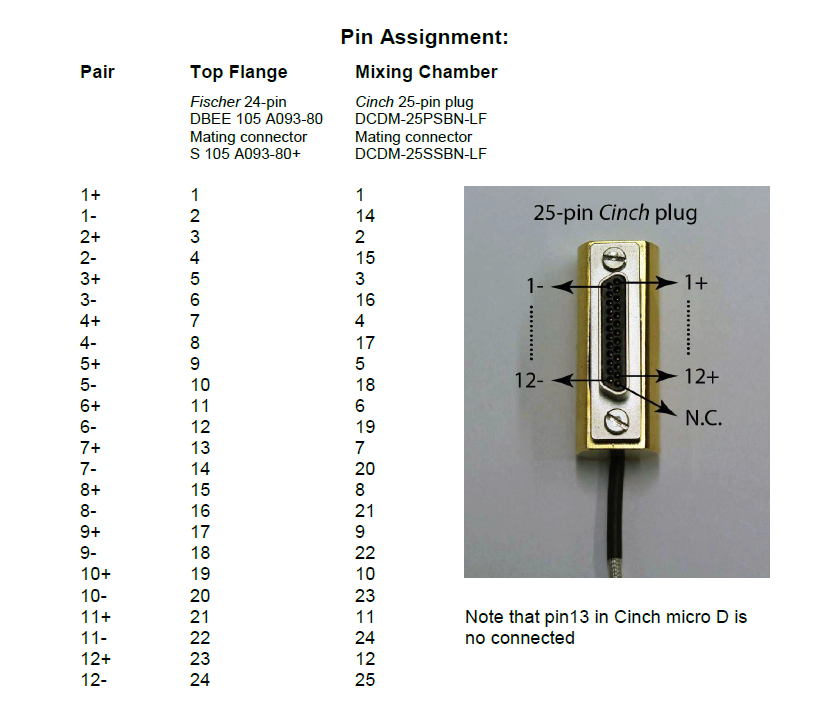 Pin Assignment:
Pair Top Flange Mixing Chamber
Fischer 24-pin Cinch 25-pin plug
DBEE 105 A093-80 DCDM-25PSBN-LF
Mating connector Mating connector
S 105 A093-80+ DCDM-25SSBN-LF
1+ 1 1
1- 2 14
2+ 3 2
2- 4 15
3+ 5 3
3- 6 16
4+ 7 4
4- 8 17
5+ 9 5
5- 10 18
6+ 11 6
6- 12 19
7+ 13 7
7- 14 20
8+ 15 8
8- 16 21
9+ 17 9
9- 18 22
10+ 19 10
10- 20 23
11+ 21 11
11- 22 24
12+ 23 12
12- 24 25
25-pin Cinch plug
1- 1+
12- 12+
N.C.
Note that pin13 in Cinch micro D is
no connected